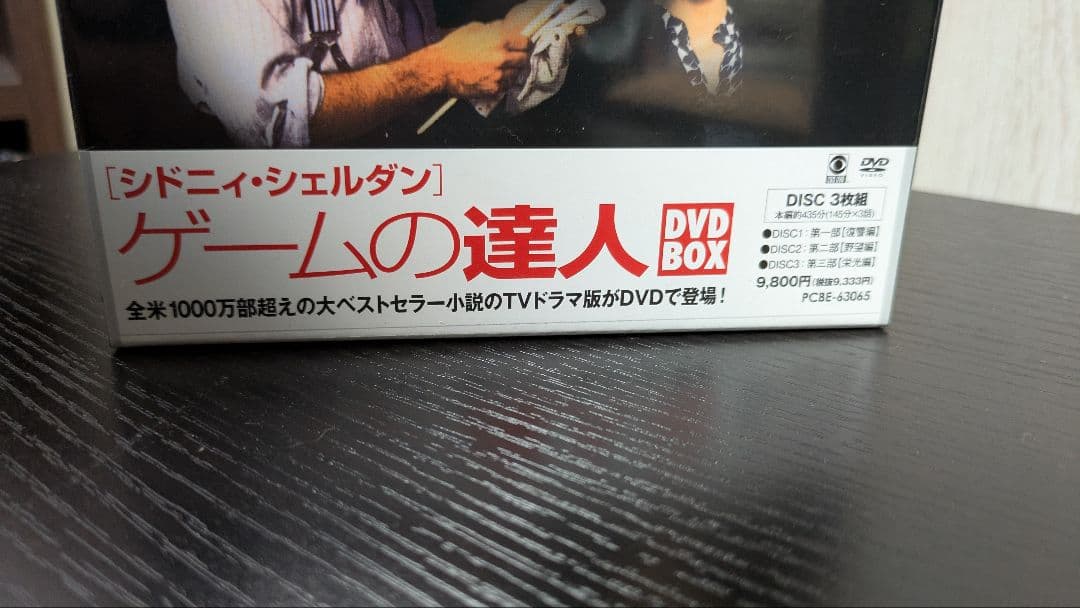 [シドニィ・シェルダン]
ゲームの達人
DVD
BOX
全米1000万部超えの大ベストセラー小説のTVドラマ版がDVDで登場!
DVD
VIDEO
DISC 3枚組
本編約435分(145分×3話)
●DISC1:第一部[復讐編]
●DISC2:第二部[野望編]
●DISC3:第三部[栄光編]
9,800円(税抜9,333円)
PCBE-63065